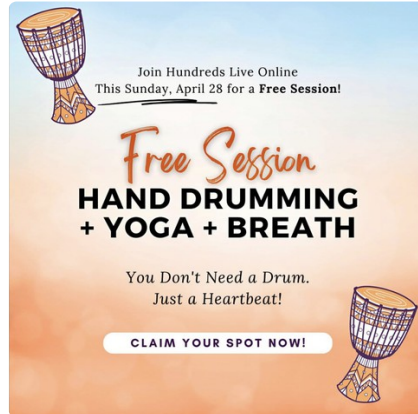 Join Hundreds Live Online
This Sunday, April 28 for a Free Session!
Free Session
HAND DRUMMING
+ YOGA + BREATH
You Don't Need a Drum.
Just a Heartbeat!
CLAIM YOUR SPOT NOW!